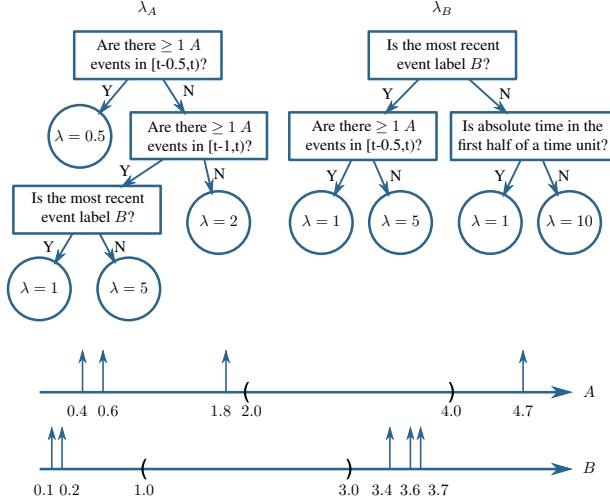 λ_A
λ_B
Are there ≥ 1 A
events in [t-0.5,t)?
Is the most recent
event label B?
Y
N
Y
N
λ = 0.5
Are there ≥ 1 A
events in [t-1,t)?
Are there ≥ 1 A
events in [t-0.5,t)?
Is absolute time in the
first half of a time unit?
Y
N
Y
N
Y
N
Is the most recent
event label B?
λ = 2
λ = 1
λ = 5
λ = 1
λ = 10
Y
N
λ = 1
λ = 5
A
0.4
0.6
1.8
2.0
4.0
4.7
B
0.1
0.2
1.0
3.0
3.4
3.6
3.7